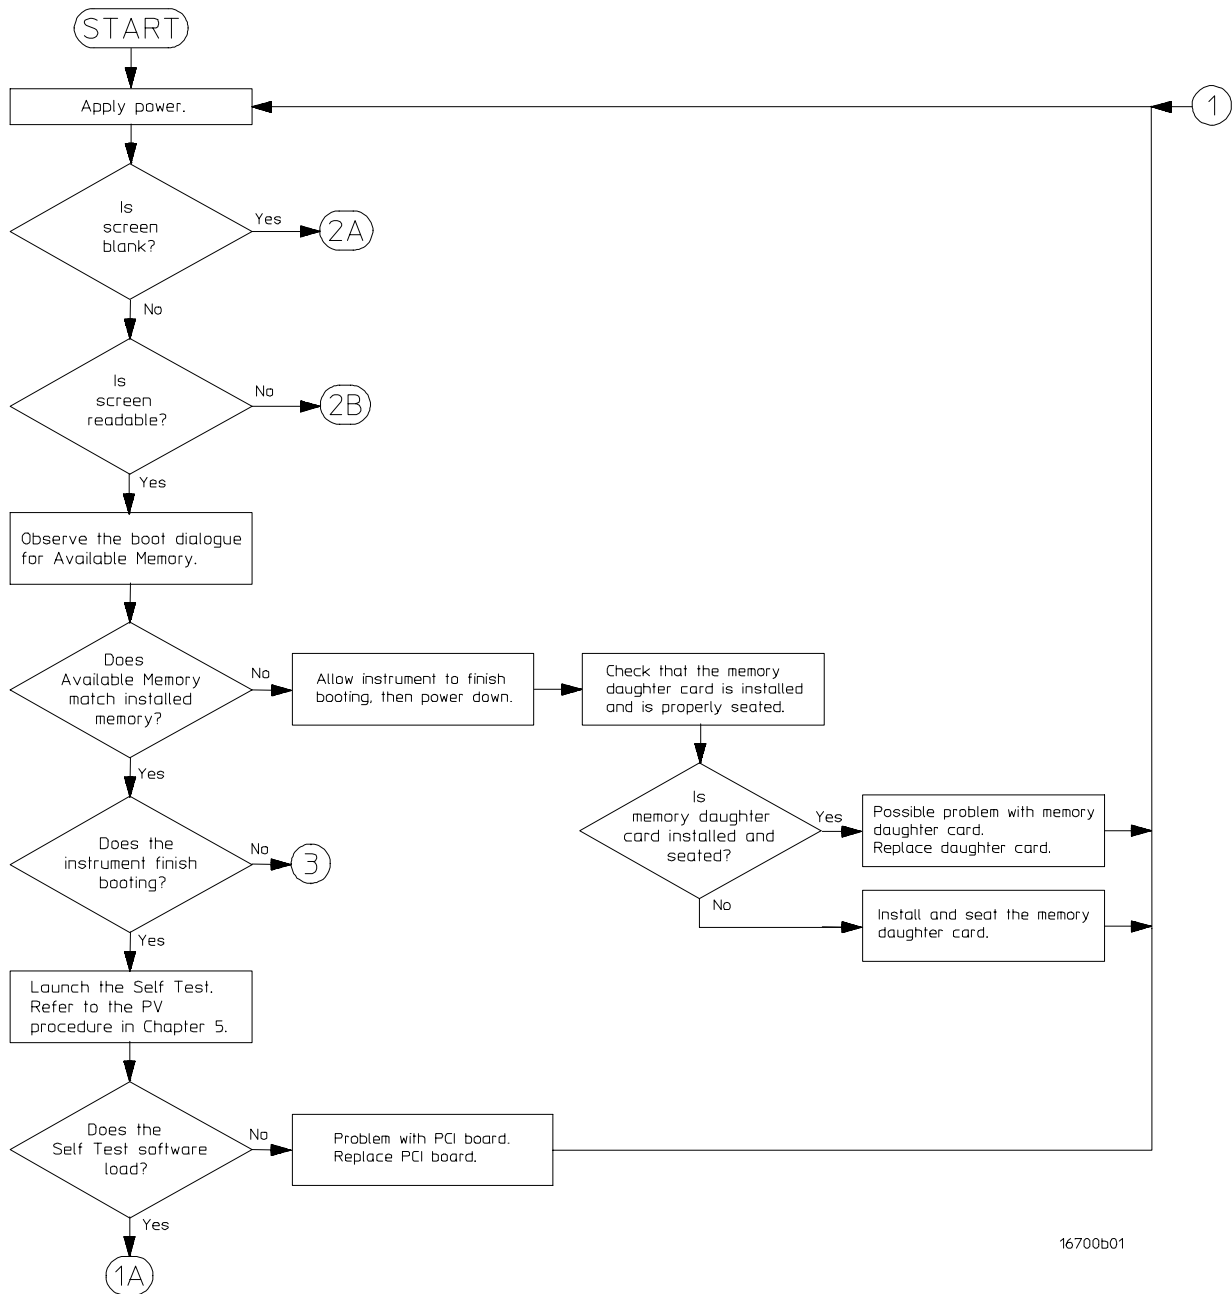 START
Apply power.
1
Is
screen
blank?
Yes
2A
No
Is
screen
readable?
No
2B
Yes
Observe the boot dialogue
for Available Memory.
Does
Available Memory
match installed
memory?
No
Allow instrument to finish
booting, then power down.
Check that the memory
daughter card is installed
and is properly seated.
Yes
Is
memory daughter
card installed and
seated?
Yes
Possible problem with memory
daughter card.
Replace daughter card.
No
Install and seat the memory
daughter card.
Does the
instrument finish
booting?
No
3
Yes
Launch the Self Test.
Refer to the PV
procedure in Chapter 5.
Does the
Self Test software
load?
No
Problem with PCI board.
Replace PCI board.
Yes
1A
16700b01